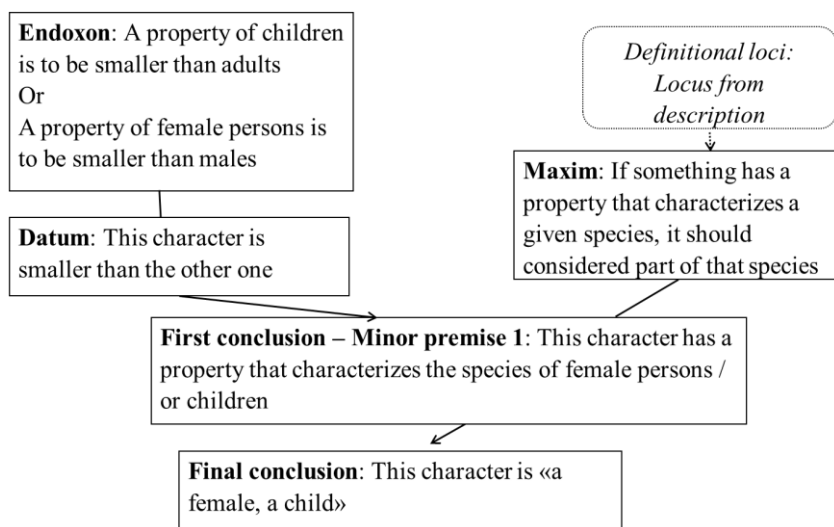 Endoxon: A property of children
is to be smaller than adults
Or
A property of female persons is
to be smaller than males
Definitional loci:
Locus from
description
Maxim: If something has a
property that characterizes a
given species, it should
considered part of that species
Datum: This character is
smaller than the other one
First conclusion – Minor premise 1: This character has a
property that characterizes the species of female persons /
or children
Final conclusion: This character is «a
female, a child»